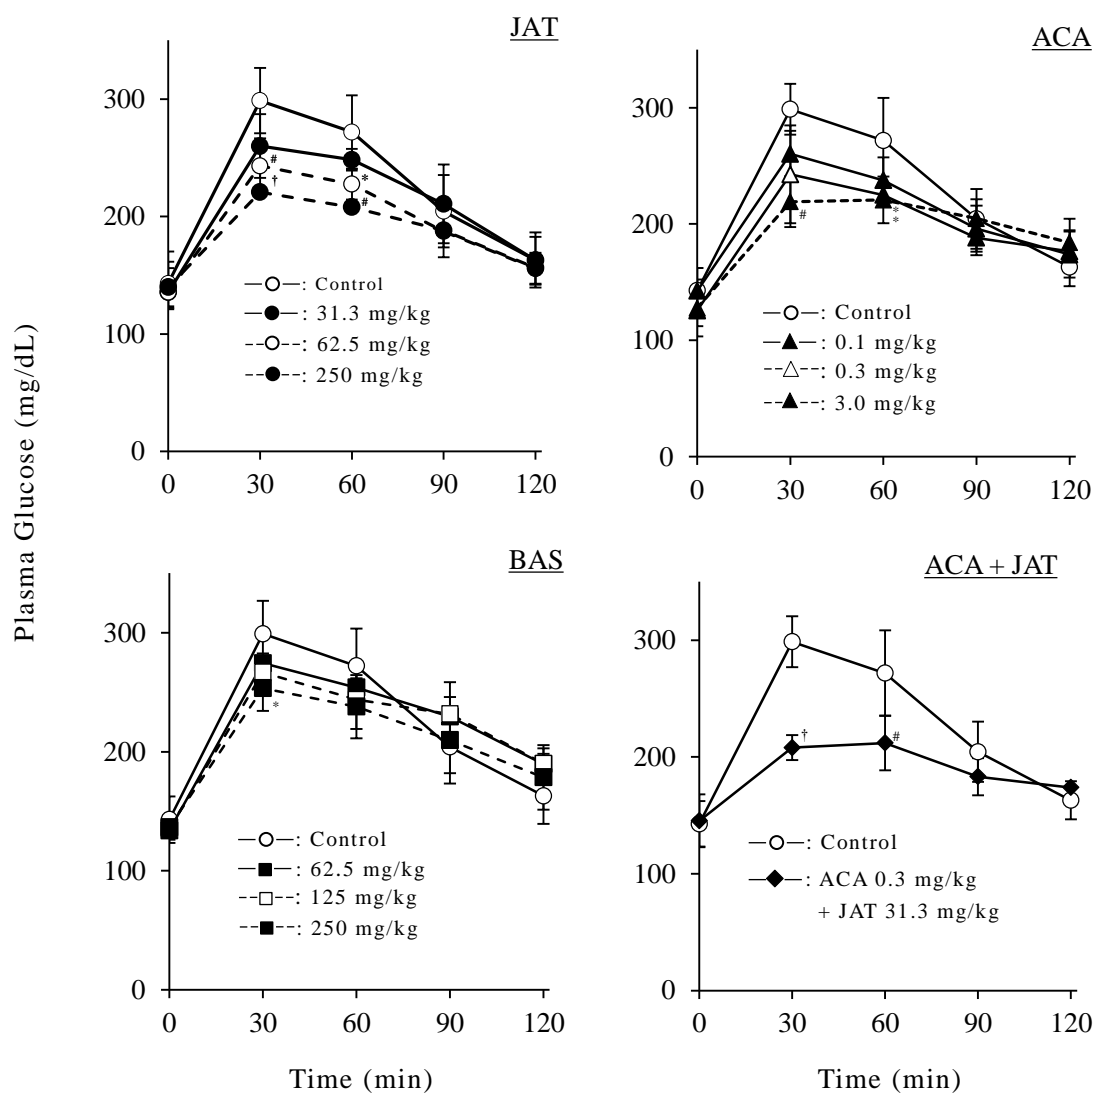 Plasma Glucose (mg/dL)
JAT
300
200
100
0
0 30 60 90 120
#
†
*
#
: Control
: 31.3 mg/kg
: 62.5 mg/kg
: 250 mg/kg
ACA
300
200
100
0
0 30 60 90 120
#
*
*
: Control
: 0.1 mg/kg
: 0.3 mg/kg
: 3.0 mg/kg
BAS
300
200
100
0
0 30 60 90 120
*
: Control
: 62.5 mg/kg
: 125 mg/kg
: 250 mg/kg
Time (min)
ACA + JAT
300
200
100
0
0 30 60 90 120
†
#
: Control
: ACA 0.3 mg/kg
+ JAT 31.3 mg/kg
Time (min)